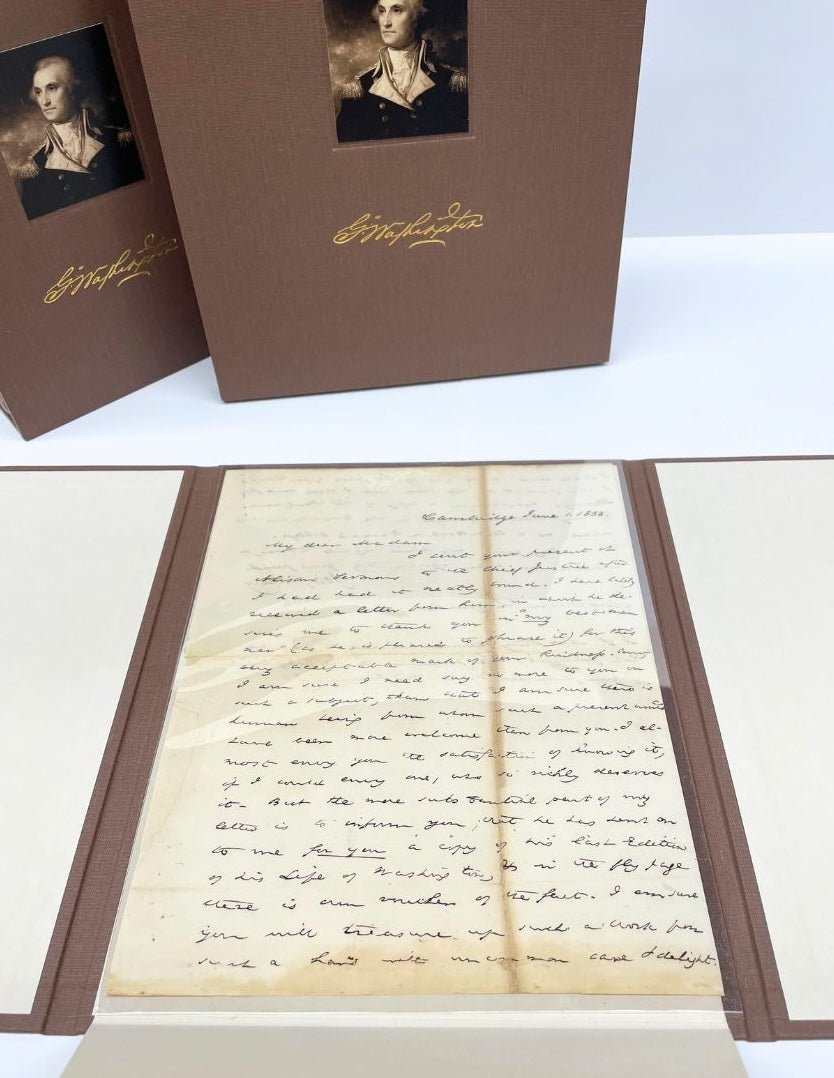 G Washington
G Washington
Cambridge June 1. 1833.
My dear Madam
I sent your present of
Alison's Sermons to the Chief Justice after
I had had it neatly bound. I have lately
received a letter from him, in which he de-
sires me to thank you in "my best man
ner" (as he is pleased to phrase it) for this
very acceptable mark of your kindness.
I am sure I need say no more to you on
such a subject, than that I am sure there is
human being from whom such a present would
have been more welcome than from you. I al-
most envy you the satisfaction of knowing it,
if I could envy one, who so richly deserves
it. But the more substantial part of my
letter is to inform you, that he has sent on
to me for you a copy of his last Edition
of his Life of Washington, & in the fly page
there is our voucher of the fact. I am sure
you will treasure up such a work from
such a hand with uncommon care & delight.